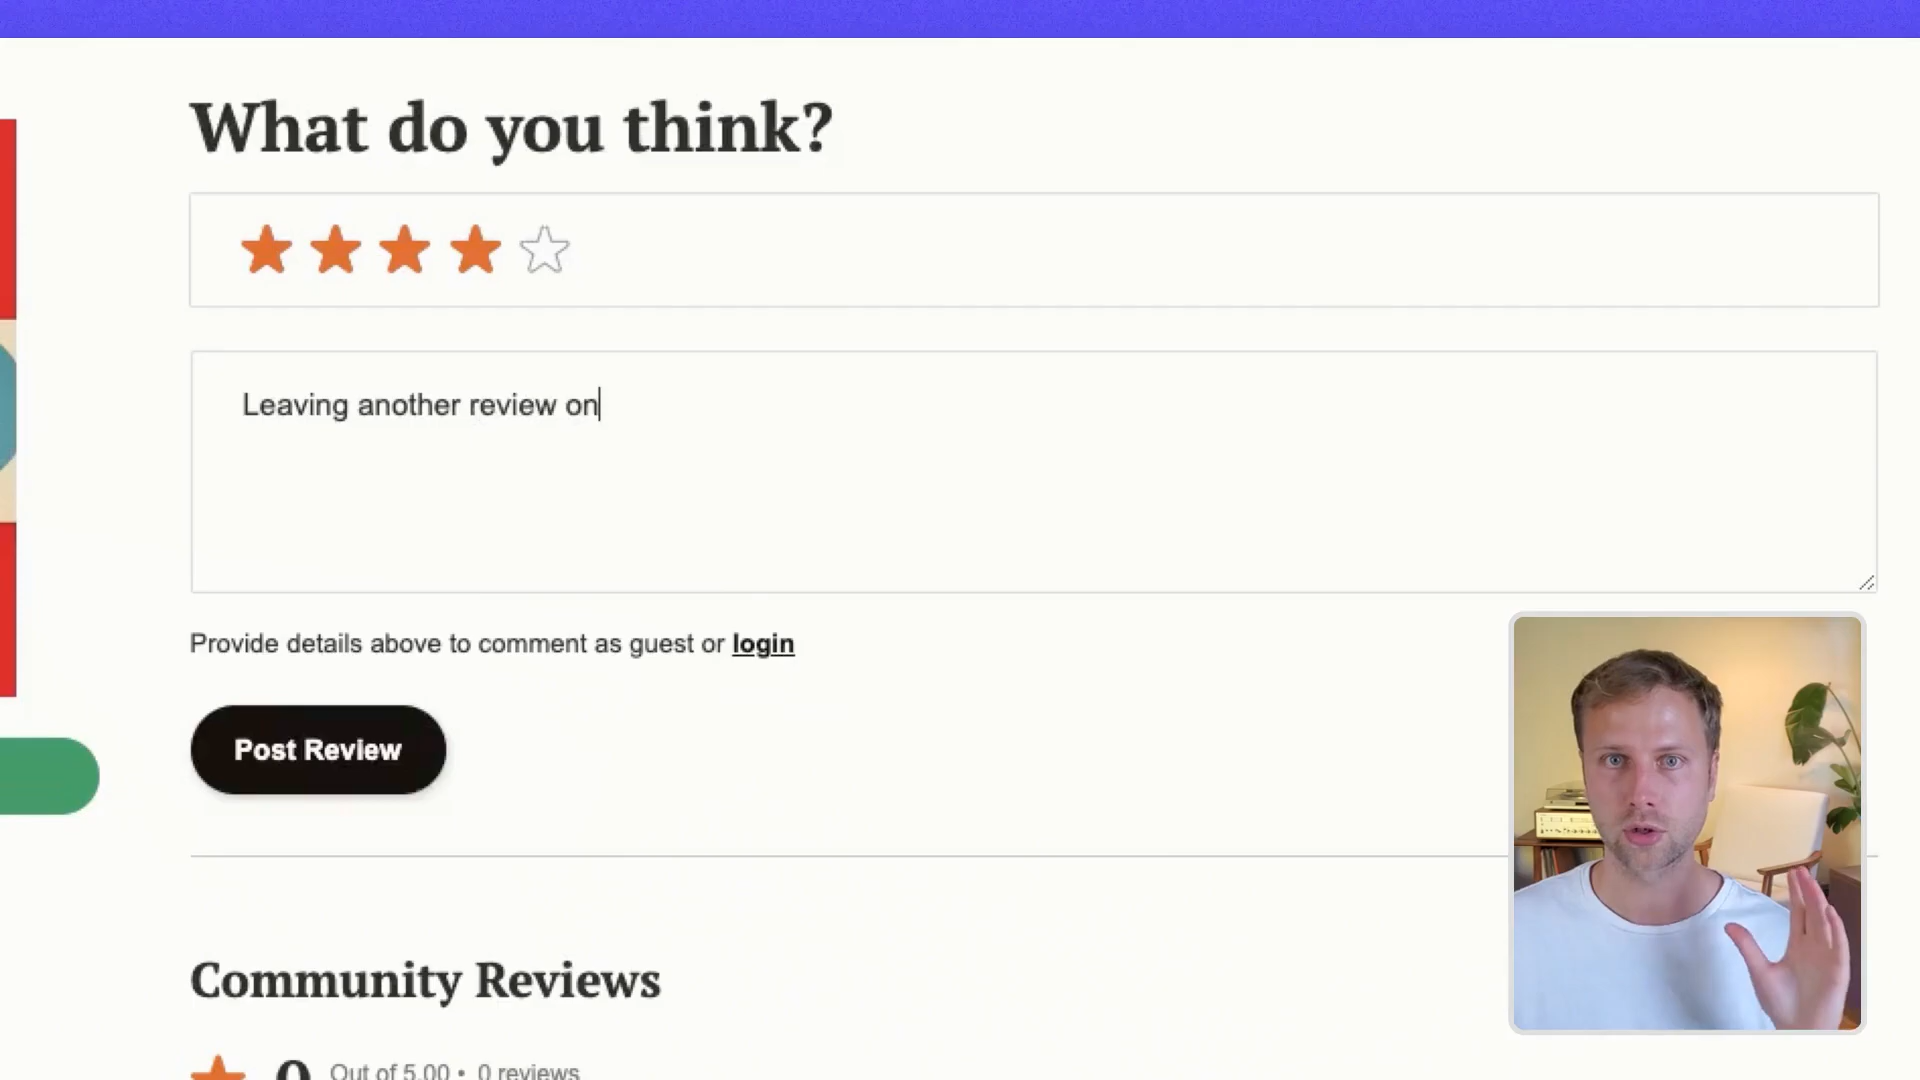 What do you think?
Leaving another review on
Provide details above to comment as guest or login
Post Review
Community Reviews
0 Out of 5.00 • 0 reviews